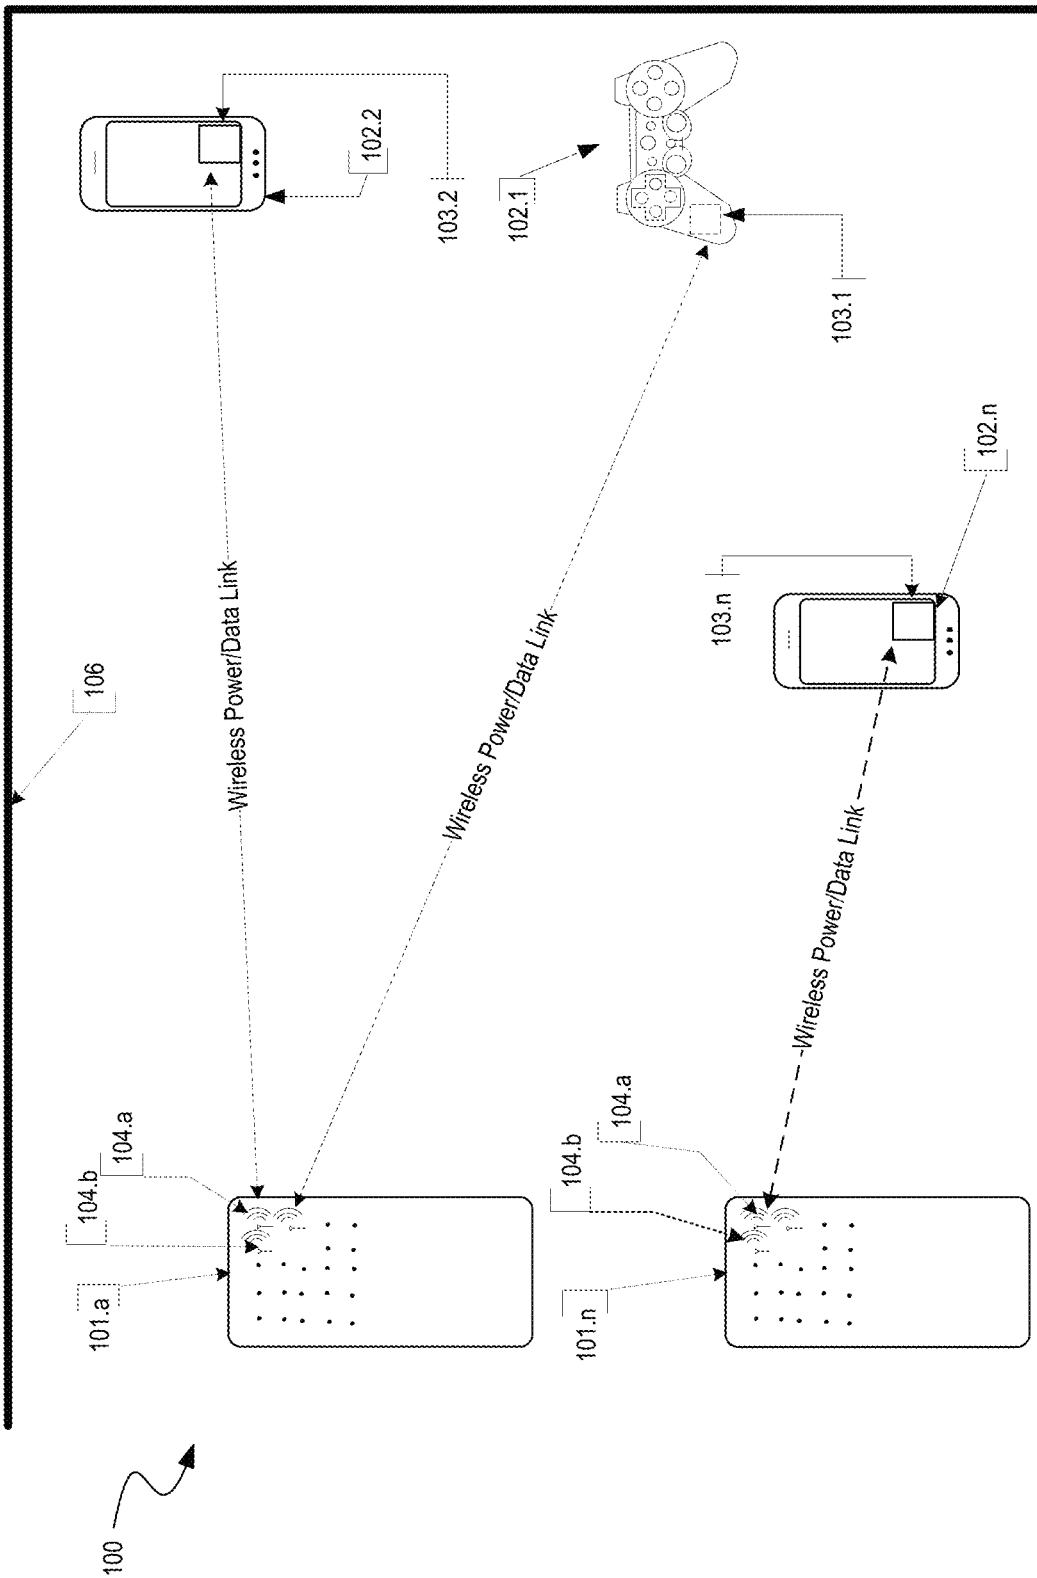 100
106
101.a
104.b
104.a
Wireless Power/Data Link
102.2
103.2
Wireless Power/Data Link
102.1
103.1
101.n
104.b
104.a
Wireless Power/Data Link
103.n
102.n